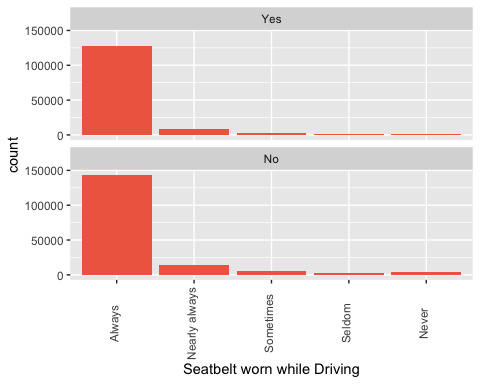 Yes
150000
100000
50000
0
No
150000
100000
50000
0
count
Always
Nearly always
Sometimes
Seldom
Never
Seatbelt worn while Driving